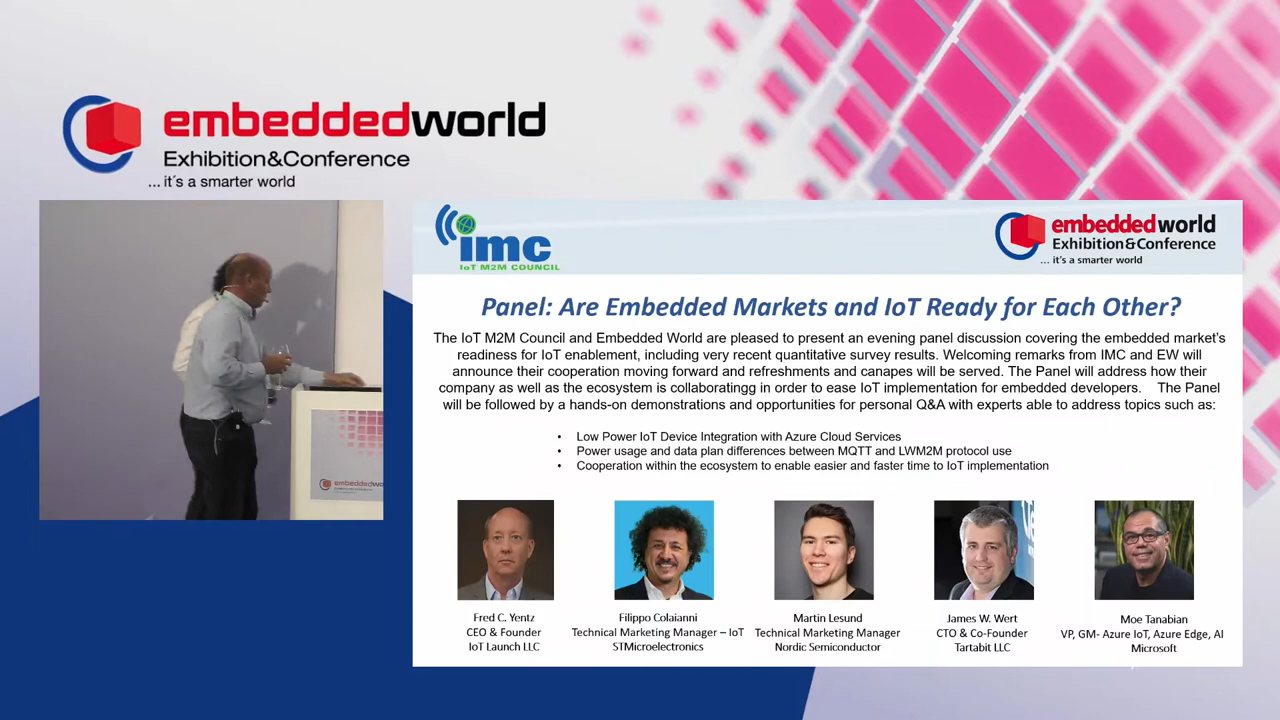 embeddedworld
Exhibition&Conference
... it´s a smarter world
imc
IoT M2M COUNCIL
embeddedworld
Exhibition&Conference
... it's a smarter world
Panel: Are Embedded Markets and IoT Ready for Each Other?
The IoT M2M Council and Embedded World are pleased to present an evening panel discussion covering the embedded market's
readiness for IoT enablement, including very recent quantitative survey results. Welcoming remarks from IMC and EW will
announce their cooperation moving forward and refreshments and canapes will be served. The Panel will address how their
company as well as the ecosystem is collaboratingg in order to ease IoT implementation for embedded developers. The Panel
will be followed by a hands-on demonstrations and opportunities for personal Q&A with experts able to address topics such as:
• Low Power IoT Device Integration with Azure Cloud Services
• Power usage and data plan differences between MQTT and LWM2M protocol use
• Cooperation within the ecosystem to enable easier and faster time to IoT implementation
Fred C. Yentz
CEO & Founder
IoT Launch LLC
Filippo Colaianni
Technical Marketing Manager – IoT
STMicroelectronics
Martin Lesund
Technical Marketing Manager
Nordic Semiconductor
James W. Wert
CTO & Co-Founder
Tartabit LLC
Moe Tanabian
VP, GM- Azure IoT, Azure Edge, AI
Microsoft
embeddedwo